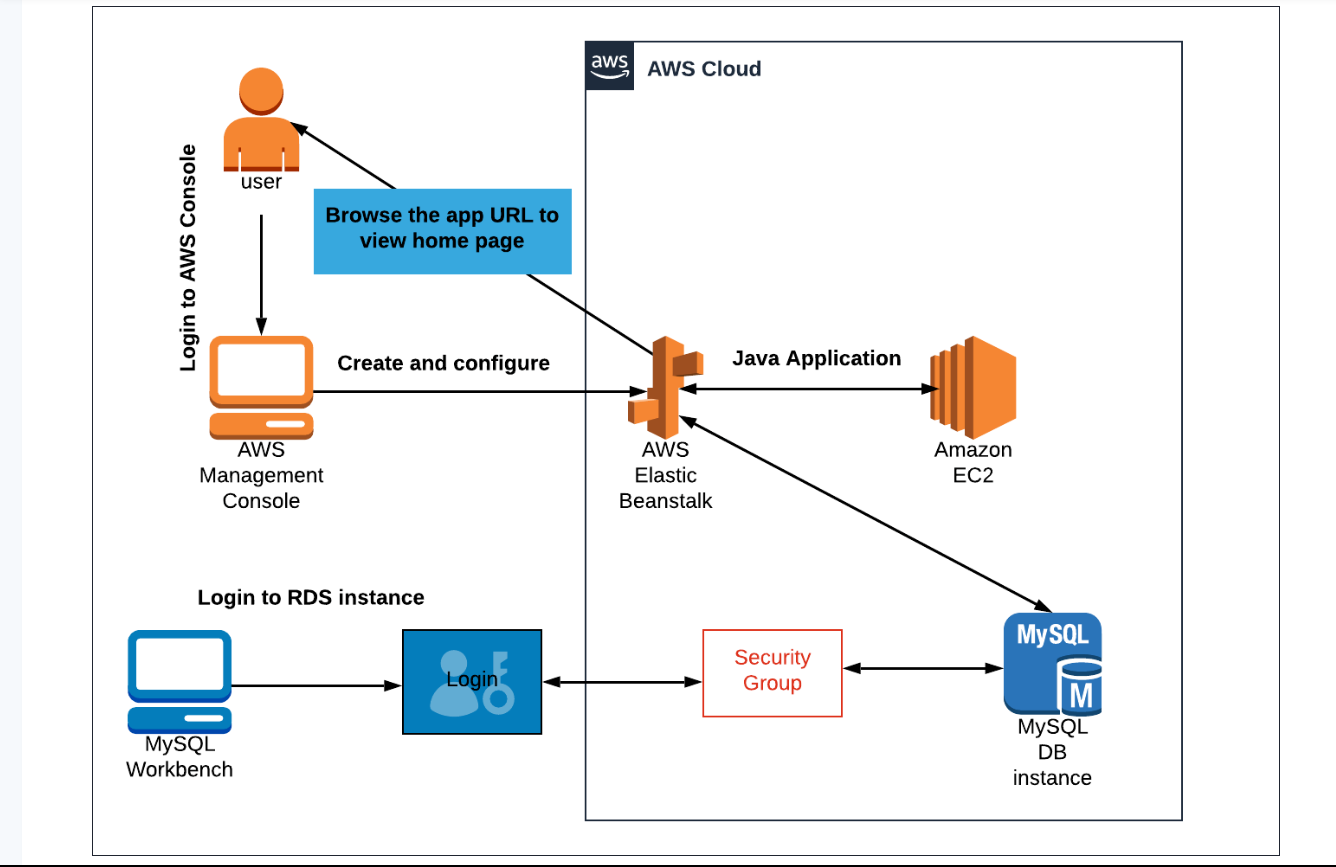 aws
AWS Cloud
user
Login to AWS Console
Browse the app URL to
view home page
Create and configure
Java Application
AWS
Management
Console
AWS
Elastic
Beanstalk
Amazon
EC2
Login to RDS instance
MySQL
Workbench
Login
Security
Group
MySQL
M
MySQL
DB
instance